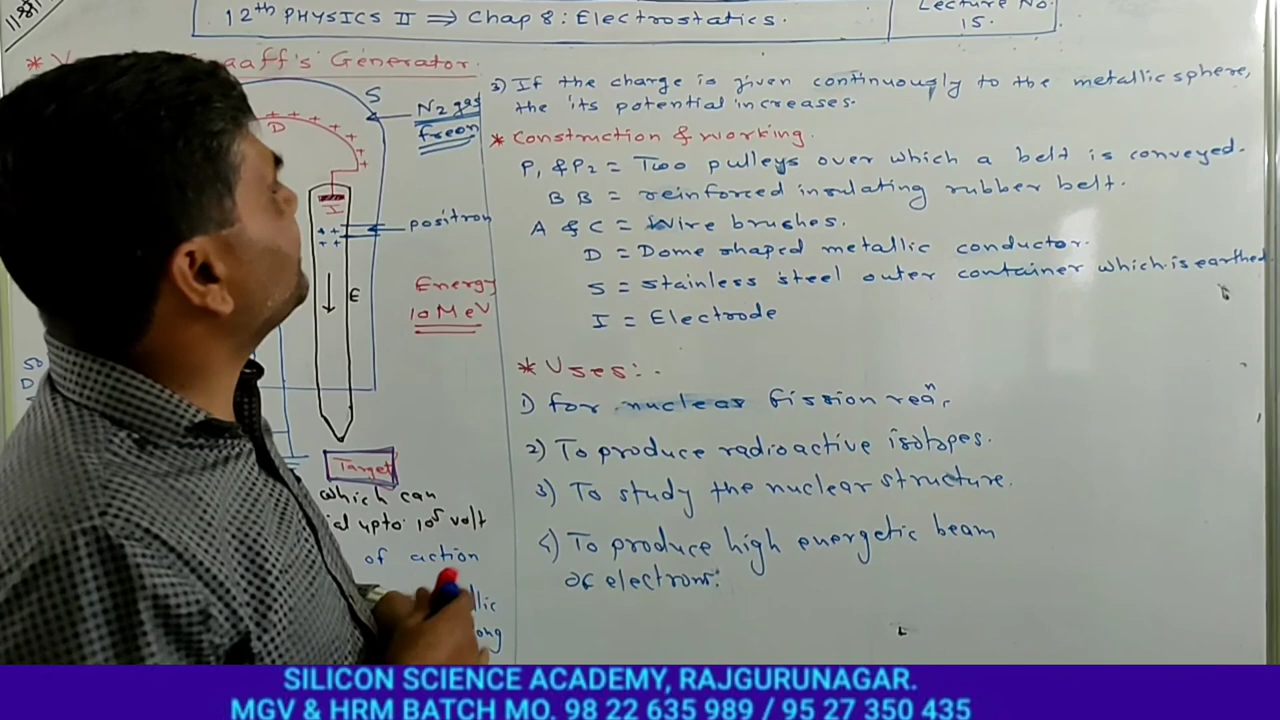 12th PHYSICS II ⇒ Chap 8: Electrostatics.
Lecture No.
15.
* V aaff's Generator.
S
N2 gas
freon
D
+ + + + + +
I
positron
+ +
+ +
E
Energy
10 MeV
50
D
Target
which can
ial upto 10⁵ volt
of action
llic
ong
3) If the charge is given continuously to the metallic sphere,
the its potential increases.
* Construction & working.
P1 & P2 = Two pulleys over which a belt is conveyed.
B B = reinforced insulating rubber belt.
A & C = Wire brushes.
D = Dome shaped metallic conductor.
S = stainless steel outer container which is earthed.
I = Electrode
* Uses:.
1) for nuclear fission reaⁿ.
2) To produce radioactive isotopes.
3) To study the nuclear structure.
4) To produce high energetic beam
of electrons.
SILICON SCIENCE ACADEMY, RAJGURUNAGAR.
MGV & HRM BATCH MO. 98 22 635 989 / 95 27 350 435